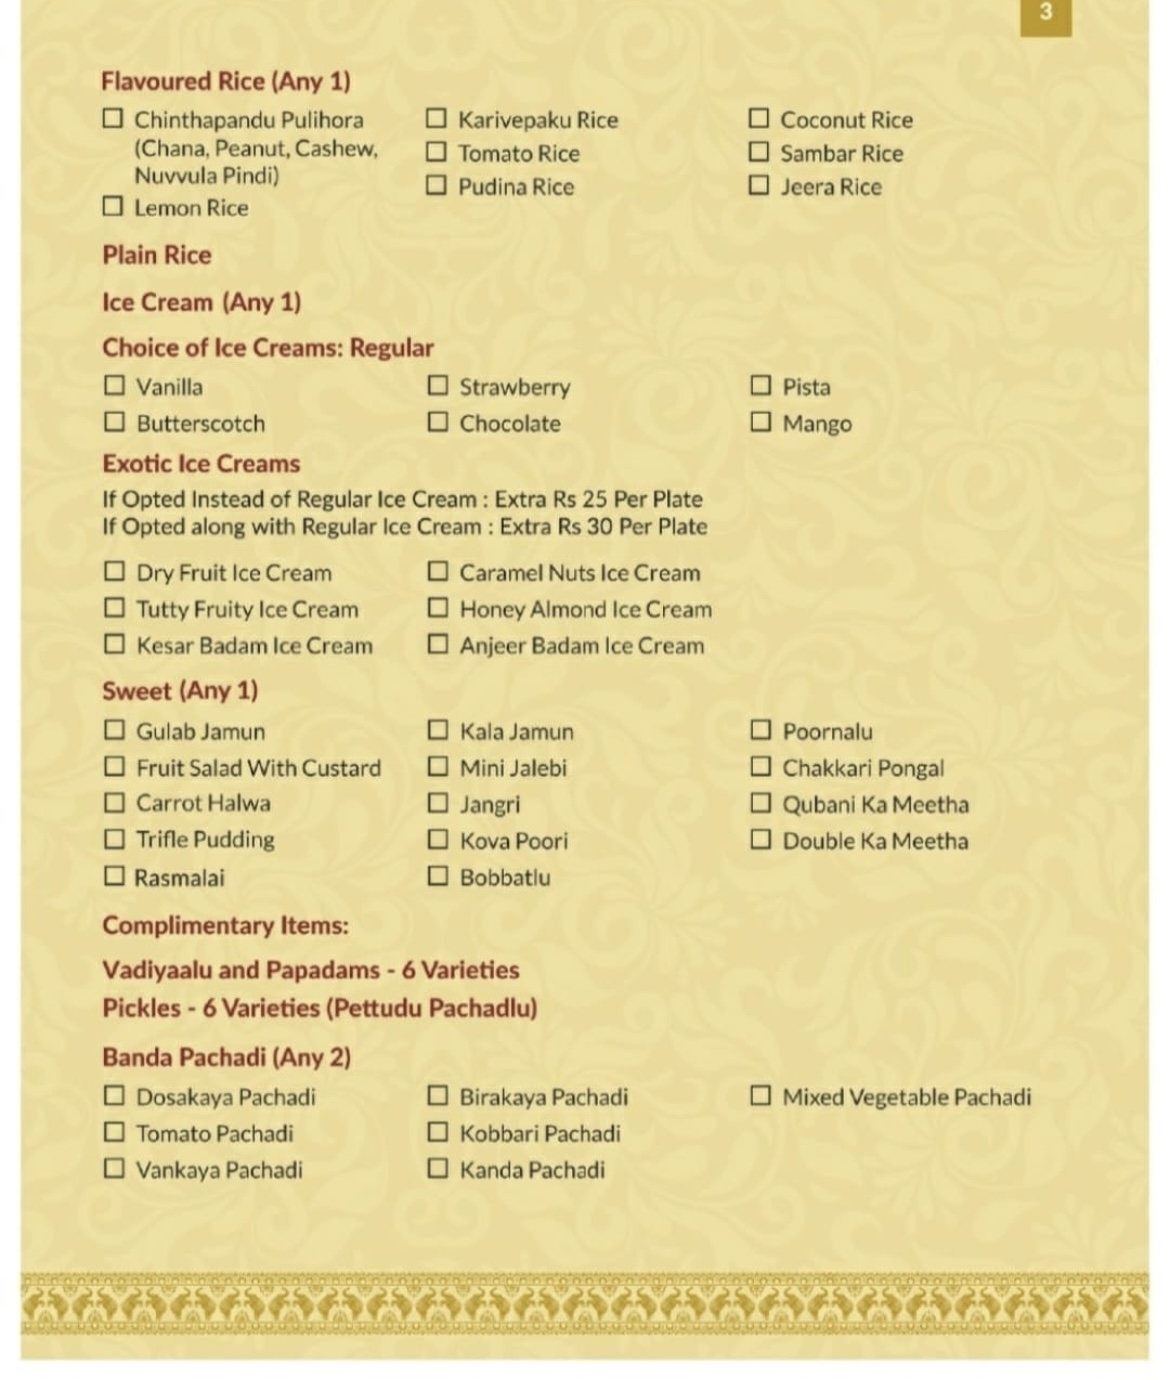 3
Flavoured Rice (Any 1)
☐ Chinthapandu Pulihora
(Chana, Peanut, Cashew,
Nuvvula Pindi)
☐ Lemon Rice
☐ Karivepaku Rice
☐ Tomato Rice
☐ Pudina Rice
☐ Coconut Rice
☐ Sambar Rice
☐ Jeera Rice
Plain Rice
Ice Cream (Any 1)
Choice of Ice Creams: Regular
☐ Vanilla
☐ Butterscotch
☐ Strawberry
☐ Chocolate
☐ Pista
☐ Mango
Exotic Ice Creams
If Opted Instead of Regular Ice Cream : Extra Rs 25 Per Plate
If Opted along with Regular Ice Cream : Extra Rs 30 Per Plate
☐ Dry Fruit Ice Cream
☐ Tutty Fruity Ice Cream
☐ Kesar Badam Ice Cream
☐ Caramel Nuts Ice Cream
☐ Honey Almond Ice Cream
☐ Anjeer Badam Ice Cream
Sweet (Any 1)
☐ Gulab Jamun
☐ Fruit Salad With Custard
☐ Carrot Halwa
☐ Trifle Pudding
☐ Rasmalai
☐ Kala Jamun
☐ Mini Jalebi
☐ Jangri
☐ Kova Poori
☐ Bobbatlu
☐ Poornalu
☐ Chakkari Pongal
☐ Qubani Ka Meetha
☐ Double Ka Meetha
Complimentary Items:
Vadiyaalu and Papadams - 6 Varieties
Pickles - 6 Varieties (Pettudu Pachadlu)
Banda Pachadi (Any 2)
☐ Dosakaya Pachadi
☐ Tomato Pachadi
☐ Vankaya Pachadi
☐ Birakaya Pachadi
☐ Kobbari Pachadi
☐ Kanda Pachadi
☐ Mixed Vegetable Pachadi